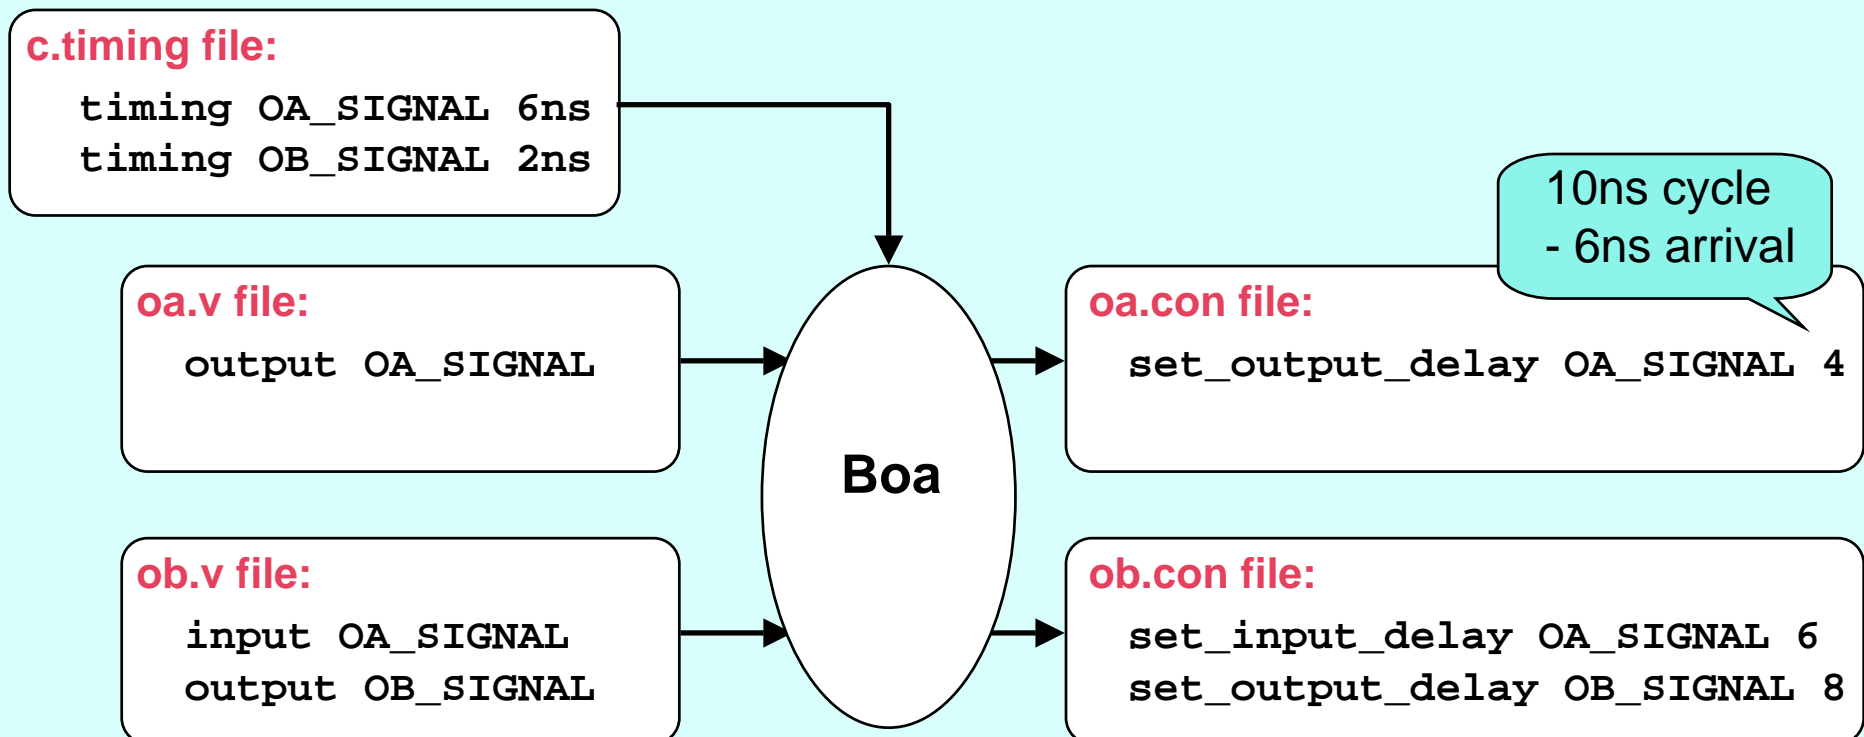 c.timing file:
timing OA_SIGNAL 6ns
timing OB_SIGNAL 2ns
10ns cycle
- 6ns arrival
oa.v file:
output OA_SIGNAL
oa.con file:
set_output_delay OA_SIGNAL 4
Boa
ob.v file:
input OA_SIGNAL
output OB_SIGNAL
ob.con file:
set_input_delay OA_SIGNAL 6
set_output_delay OB_SIGNAL 8